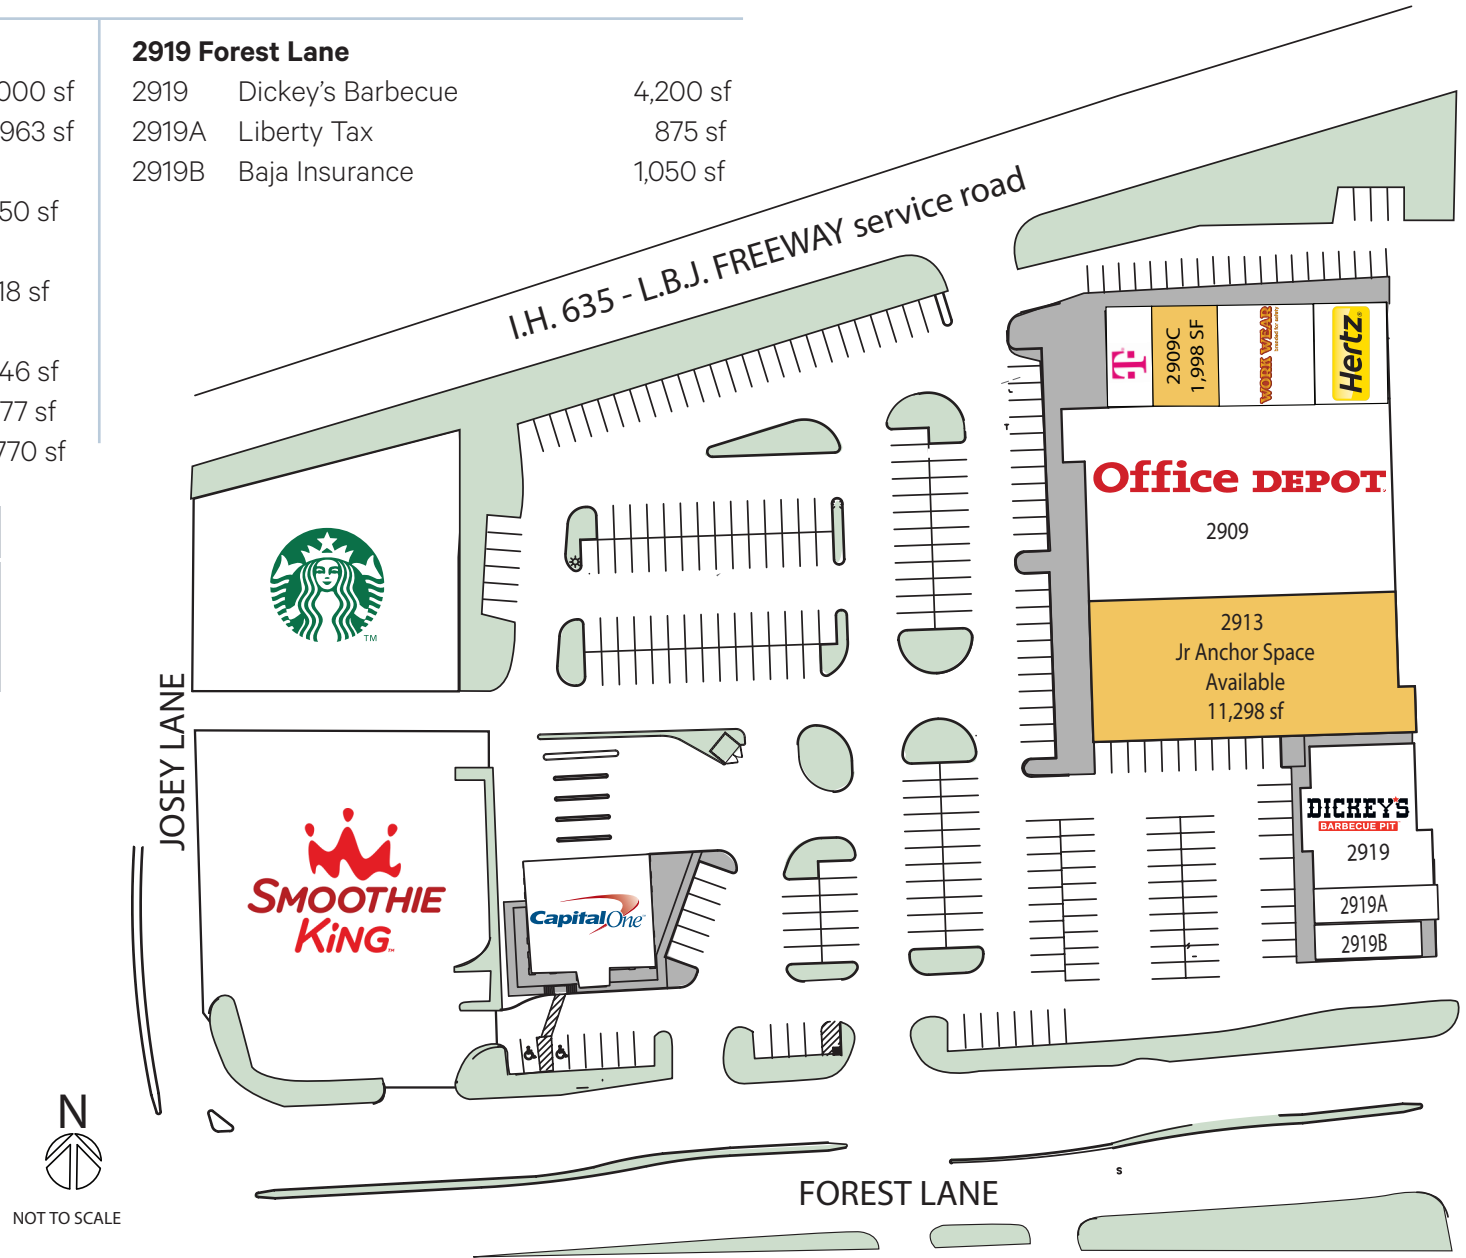 000 sf
963 sf
50 sf
18 sf
46 sf
77 sf
770 sf
2919 Forest Lane
2919 Dickey’s Barbecue 4,200 sf
2919A Liberty Tax 875 sf
2919B Baja Insurance 1,050 sf
I.H. 635 - L.B.J. FREEWAY service road
T
2909C
1,998 SF
WORK WEAR
Hertz
Office DEPOT
2909
2913
Jr Anchor Space
Available
11,298 sf
TM
JOSEY LANE
SMOOTHIE
KiNG
CapitalOne
DICKEY'S
BARBECUE PIT
2919
2919A
2919B
T
S
N
NOT TO SCALE
FOREST LANE